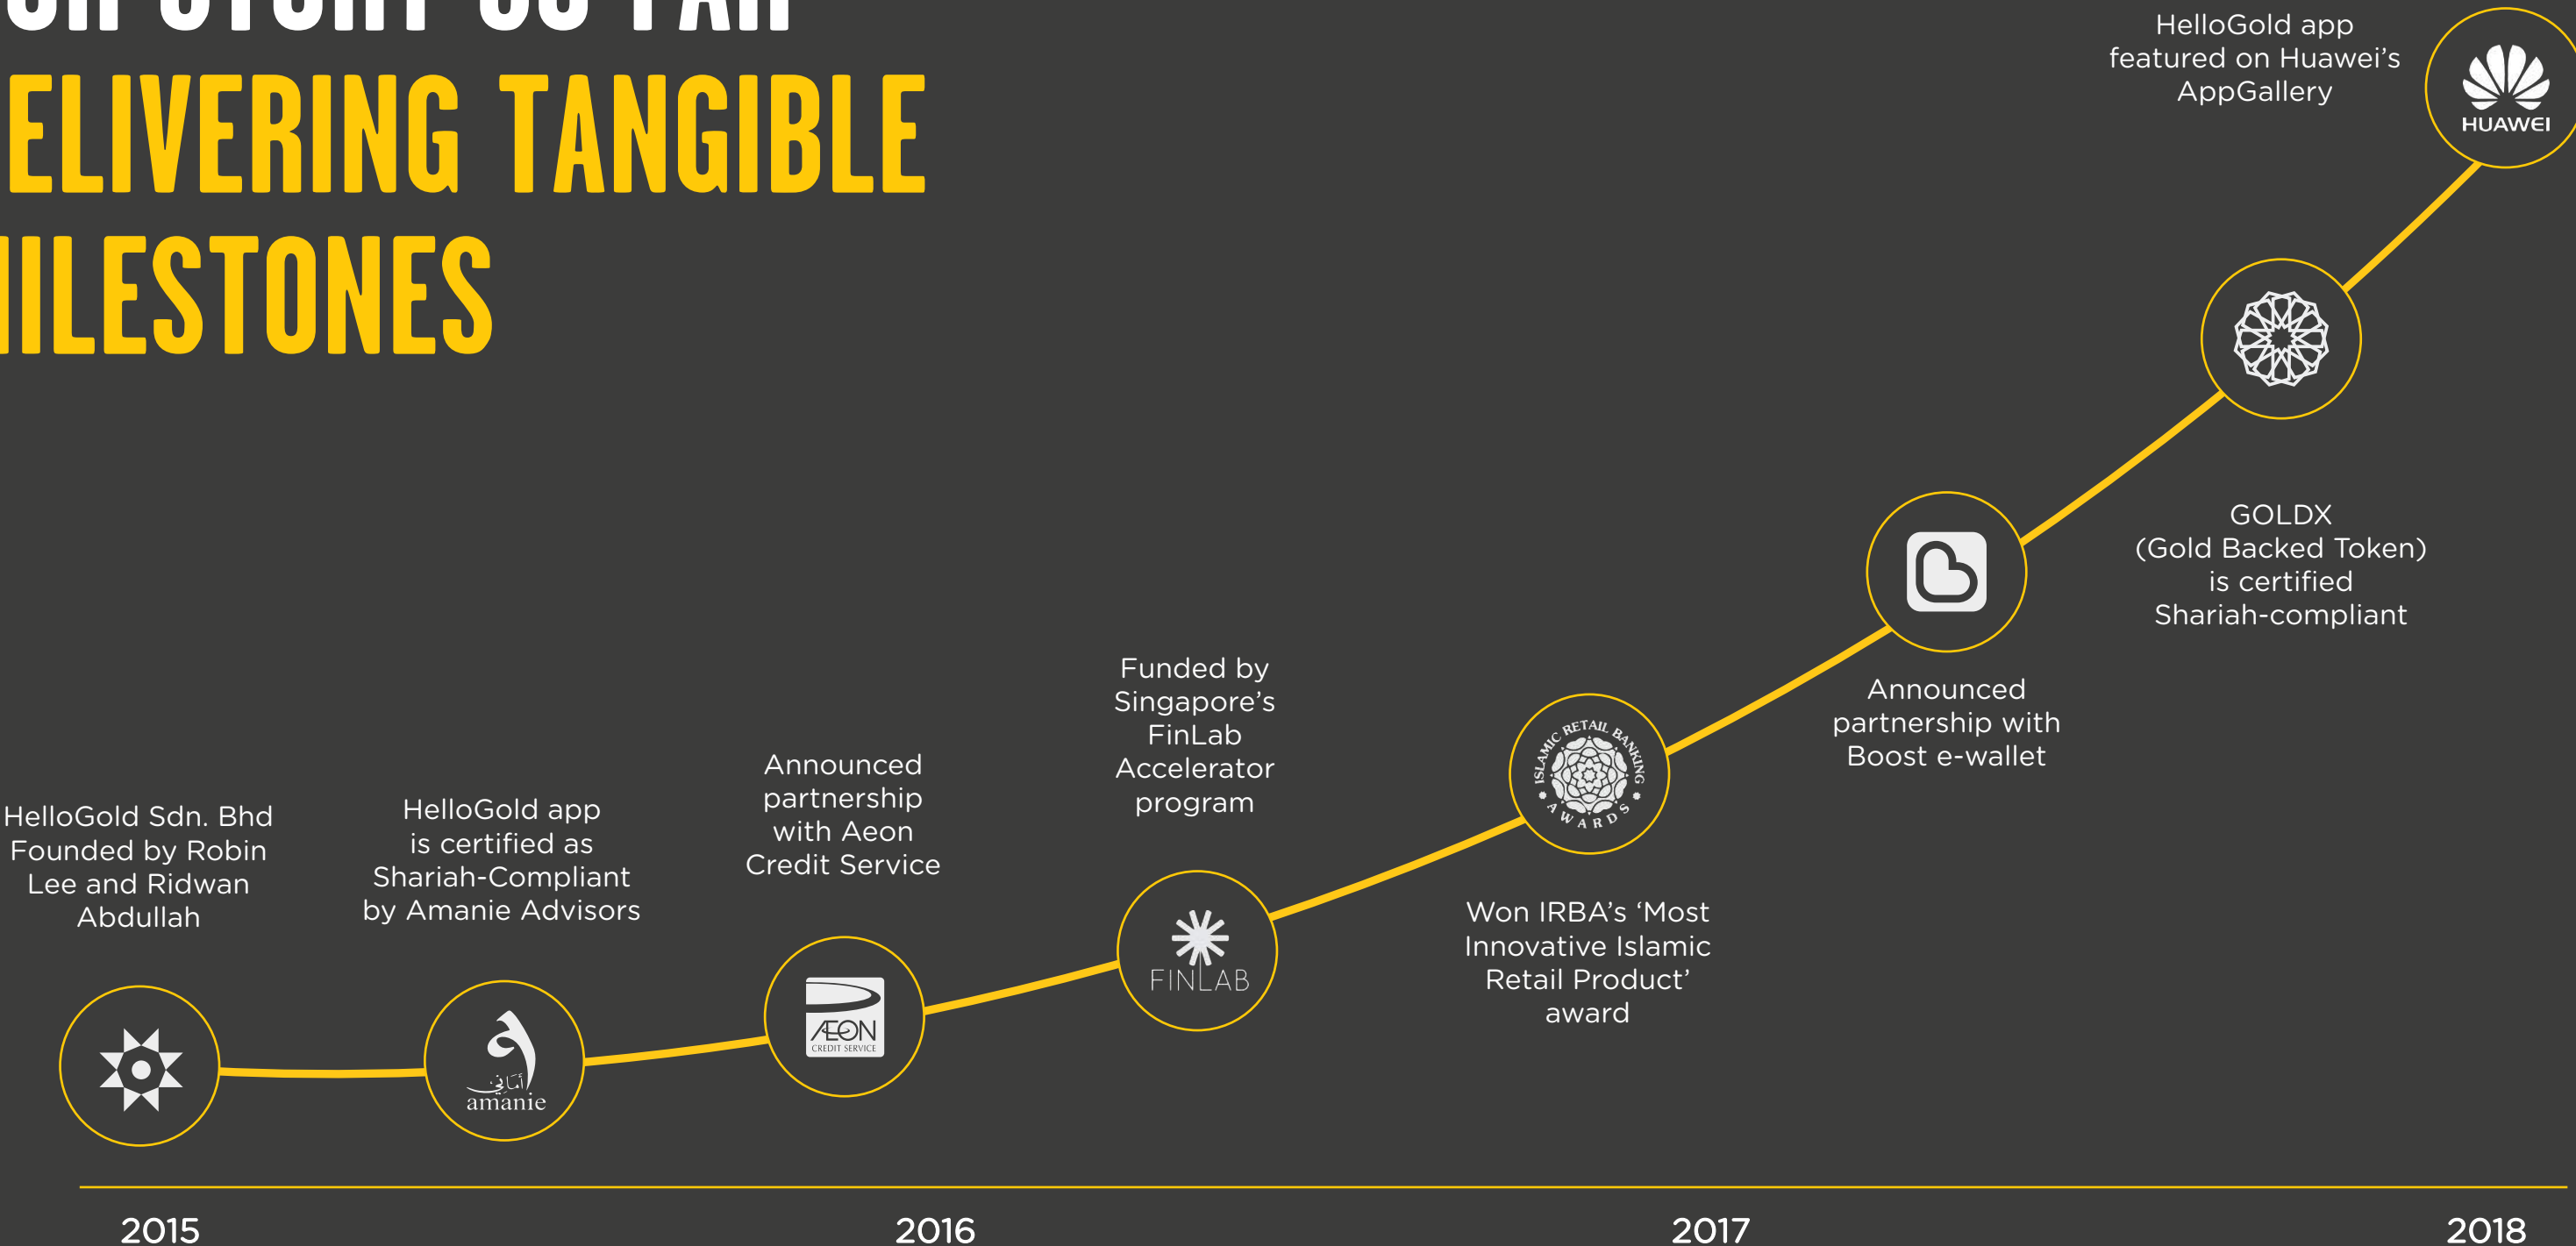 ELIVERING TANGIBLE
ILESTONES
HelloGold Sdn. Bhd
Founded by Robin
Lee and Ridwan
Abdullah
HelloGold app
is certified as
Shariah-Compliant
by Amanie Advisors
أماني
amanie
Announced
partnership
with Aeon
Credit Service
ÆON
CREDIT SERVICE
Funded by
Singapore's
FinLab
Accelerator
program
FINLAB
ISLAMIC RETAIL BANKING
AWARDS
Won IRBA's ‘Most
Innovative Islamic
Retail Product’
award
Announced
partnership with
Boost e-wallet
GOLDX
(Gold Backed Token)
is certified
Shariah-compliant
HelloGold app
featured on Huawei's
AppGallery
HUAWEI
2015
2016
2017
2018